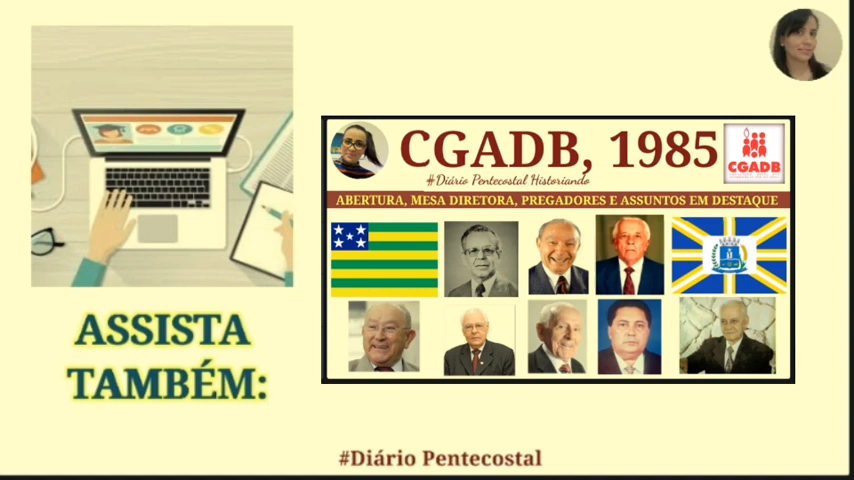 CGADB, 1985
CGADB
#Diário Pentecostal Historiando
ABERTURA, MESA DIRETORA, PREGADORES E ASSUNTOS EM DESTAQUE
ASSISTA
TAMBÉM:
#Diário Pentecostal